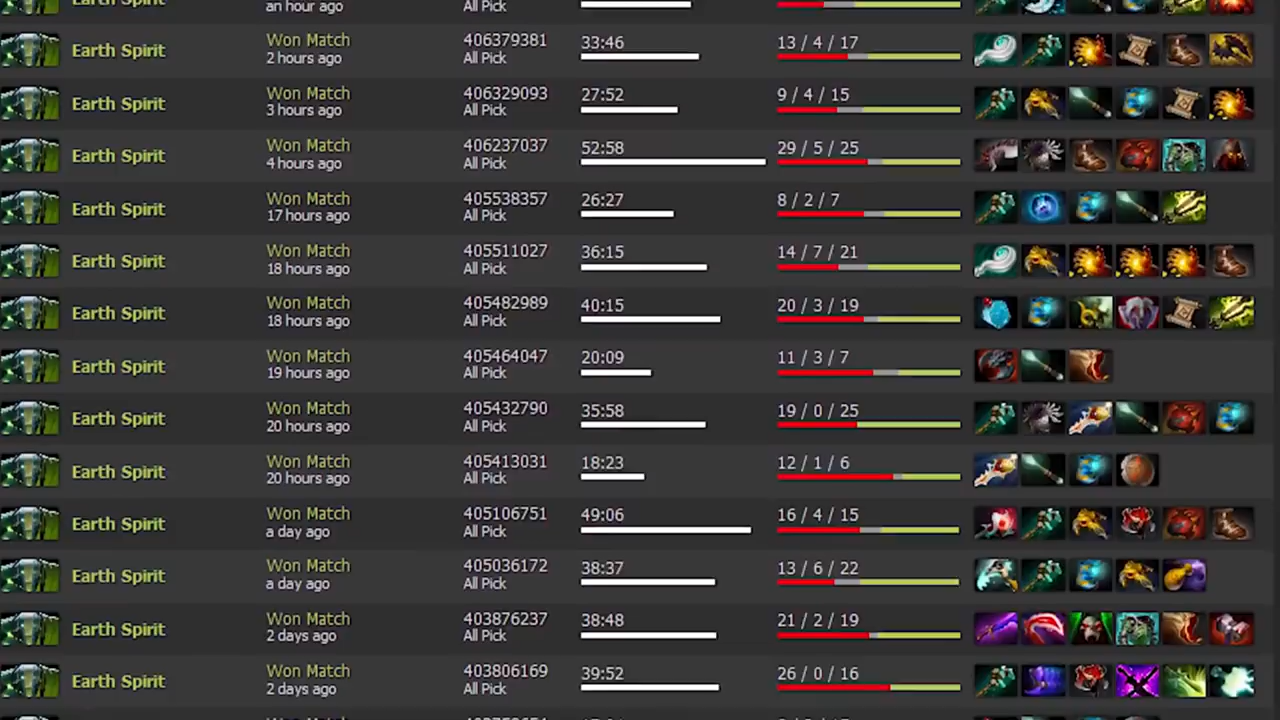 an hour ago All Pick
Earth Spirit Won Match 406379381 33:46 13 / 4 / 17
2 hours ago All Pick
Earth Spirit Won Match 406329093 27:52 9 / 4 / 15
3 hours ago All Pick
Earth Spirit Won Match 406237037 52:58 29 / 5 / 25
4 hours ago All Pick
Earth Spirit Won Match 405538357 26:27 8 / 2 / 7
17 hours ago All Pick
Earth Spirit Won Match 405511027 36:15 14 / 7 / 21
18 hours ago All Pick
Earth Spirit Won Match 405482989 40:15 20 / 3 / 19
18 hours ago All Pick
Earth Spirit Won Match 405464047 20:09 11 / 3 / 7
19 hours ago All Pick
Earth Spirit Won Match 405432790 35:58 19 / 0 / 25
20 hours ago All Pick
Earth Spirit Won Match 405413031 18:23 12 / 1 / 6
20 hours ago All Pick
Earth Spirit Won Match 405106751 49:06 16 / 4 / 15
a day ago All Pick
Earth Spirit Won Match 405036172 38:37 13 / 6 / 22
a day ago All Pick
Earth Spirit Won Match 403876237 38:48 21 / 2 / 19
2 days ago All Pick
Earth Spirit Won Match 403806169 39:52 26 / 0 / 16
2 days ago All Pick